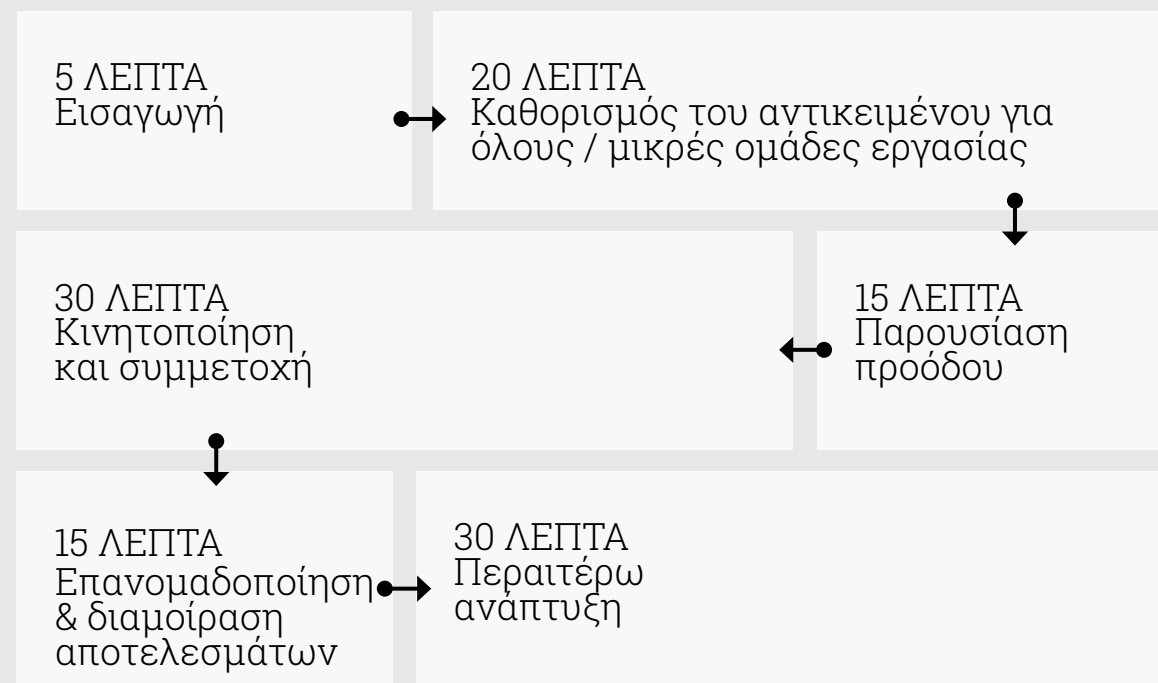 5 ΛΕΠΤΑ
Εισαγωγή
20 ΛΕΠΤΑ
Καθορισμός του αντικειμένου για
όλους / μικρές ομάδες εργασίας
15 ΛΕΠΤΑ
Παρουσίαση
προόδου
30 ΛΕΠΤΑ
Κινητοποίηση
και συμμετοχή
15 ΛΕΠΤΑ
Επανομαδοποίηση
& διαμοίραση
αποτελεσμάτων
30 ΛΕΠΤΑ
Περαιτέρω
ανάπτυξη